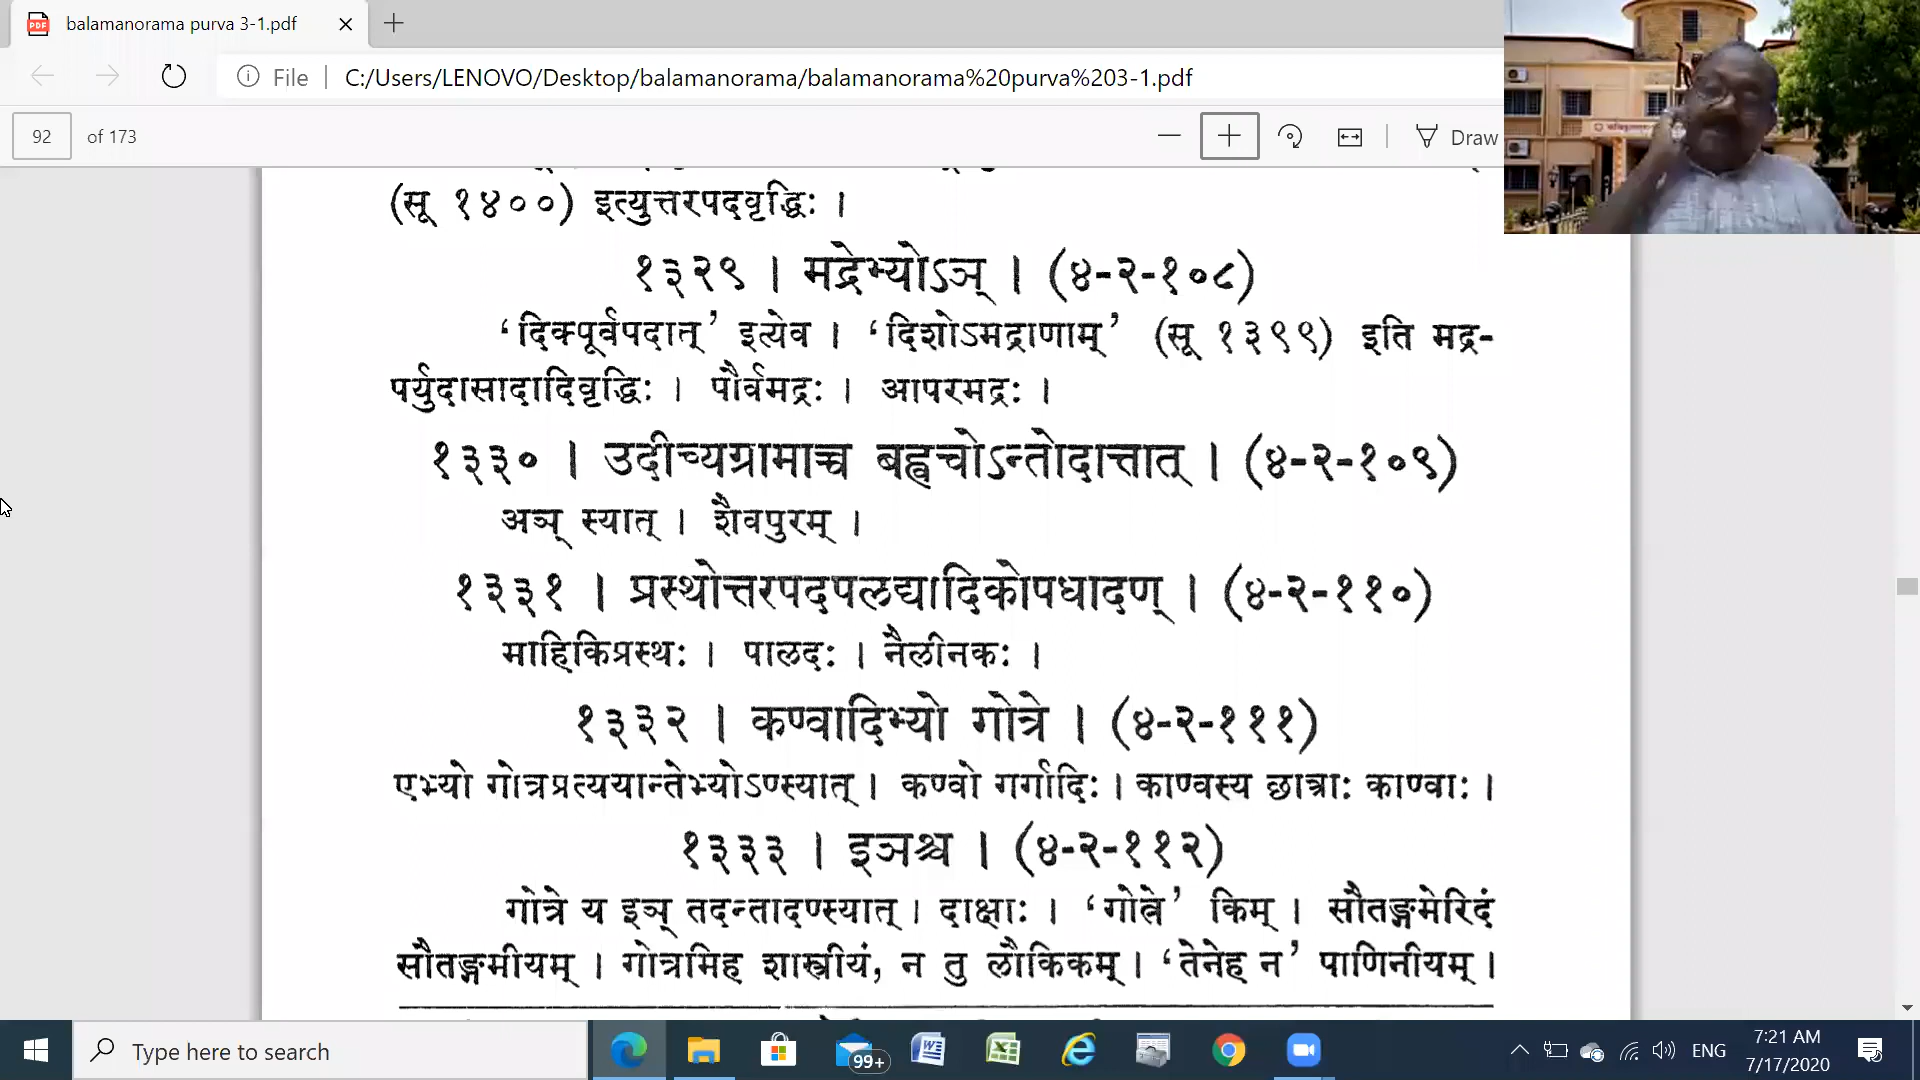 balamanorama purva 3-1.pdf
File
C:/Users/LENOVO/Desktop/balamanorama/balamanorama%20purva%203-1.pdf
92 of 173
Draw
(सू १४००) इत्युत्तरपदवृद्धिः ।
१३२९ । मद्रेभ्योऽञ् । (४-२-१०८)
‘दिक्पूर्वपदात्’ इत्येव । ‘दिशोऽमद्राणाम्’ (सू १३९९) इति मद्र-
पर्युदासादादिवृद्धिः । पौर्वमद्रः । आपरमद्रः ।
१३३० । उदीच्यग्रामाच्च बह्वचोऽन्तोदात्तात् । (४-२-१०९)
अञ् स्यात् । शैवपुरम् ।
१३३१ । प्रस्थोत्तरपदपलद्यादिकोपधादण् । (४-२-११०)
माहिकिप्रस्थः । पालदः । नैलीनकः ।
१३३२ । कण्वादिभ्यो गोत्रे । (४-२-१११)
एभ्यो गोत्रप्रत्ययान्तेभ्योऽण्स्यात् । कण्वो गर्गादिः । काण्वस्य छात्राः काण्वाः ।
१३३३ । इञश्च । (४-२-११२)
गोत्रे य इञ् तदन्तादण्स्यात् । दाक्षाः । ‘गोत्रे’ किम् । सौतङ्गमेरिदं
सौतङ्गमीयम् । गोत्रमिह शास्त्रीयं, न तु लौकिकम् । ‘तेनेह न’ पाणिनीयम् ।
Type here to search
99+
ENG
7:21 AM
7/17/2020